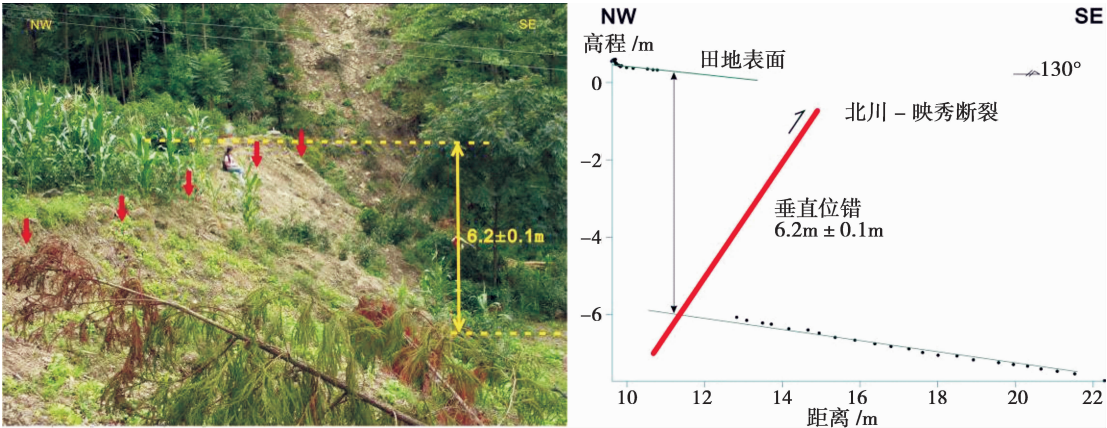 NW
SE
6.2±0.1m
NW
SE
高程 /m
田地表面
130°
0
北川 – 映秀断裂
−2
垂直位错
6.2m ± 0.1m
−4
−6
10
12
14
16
18
20
22
距离 /m